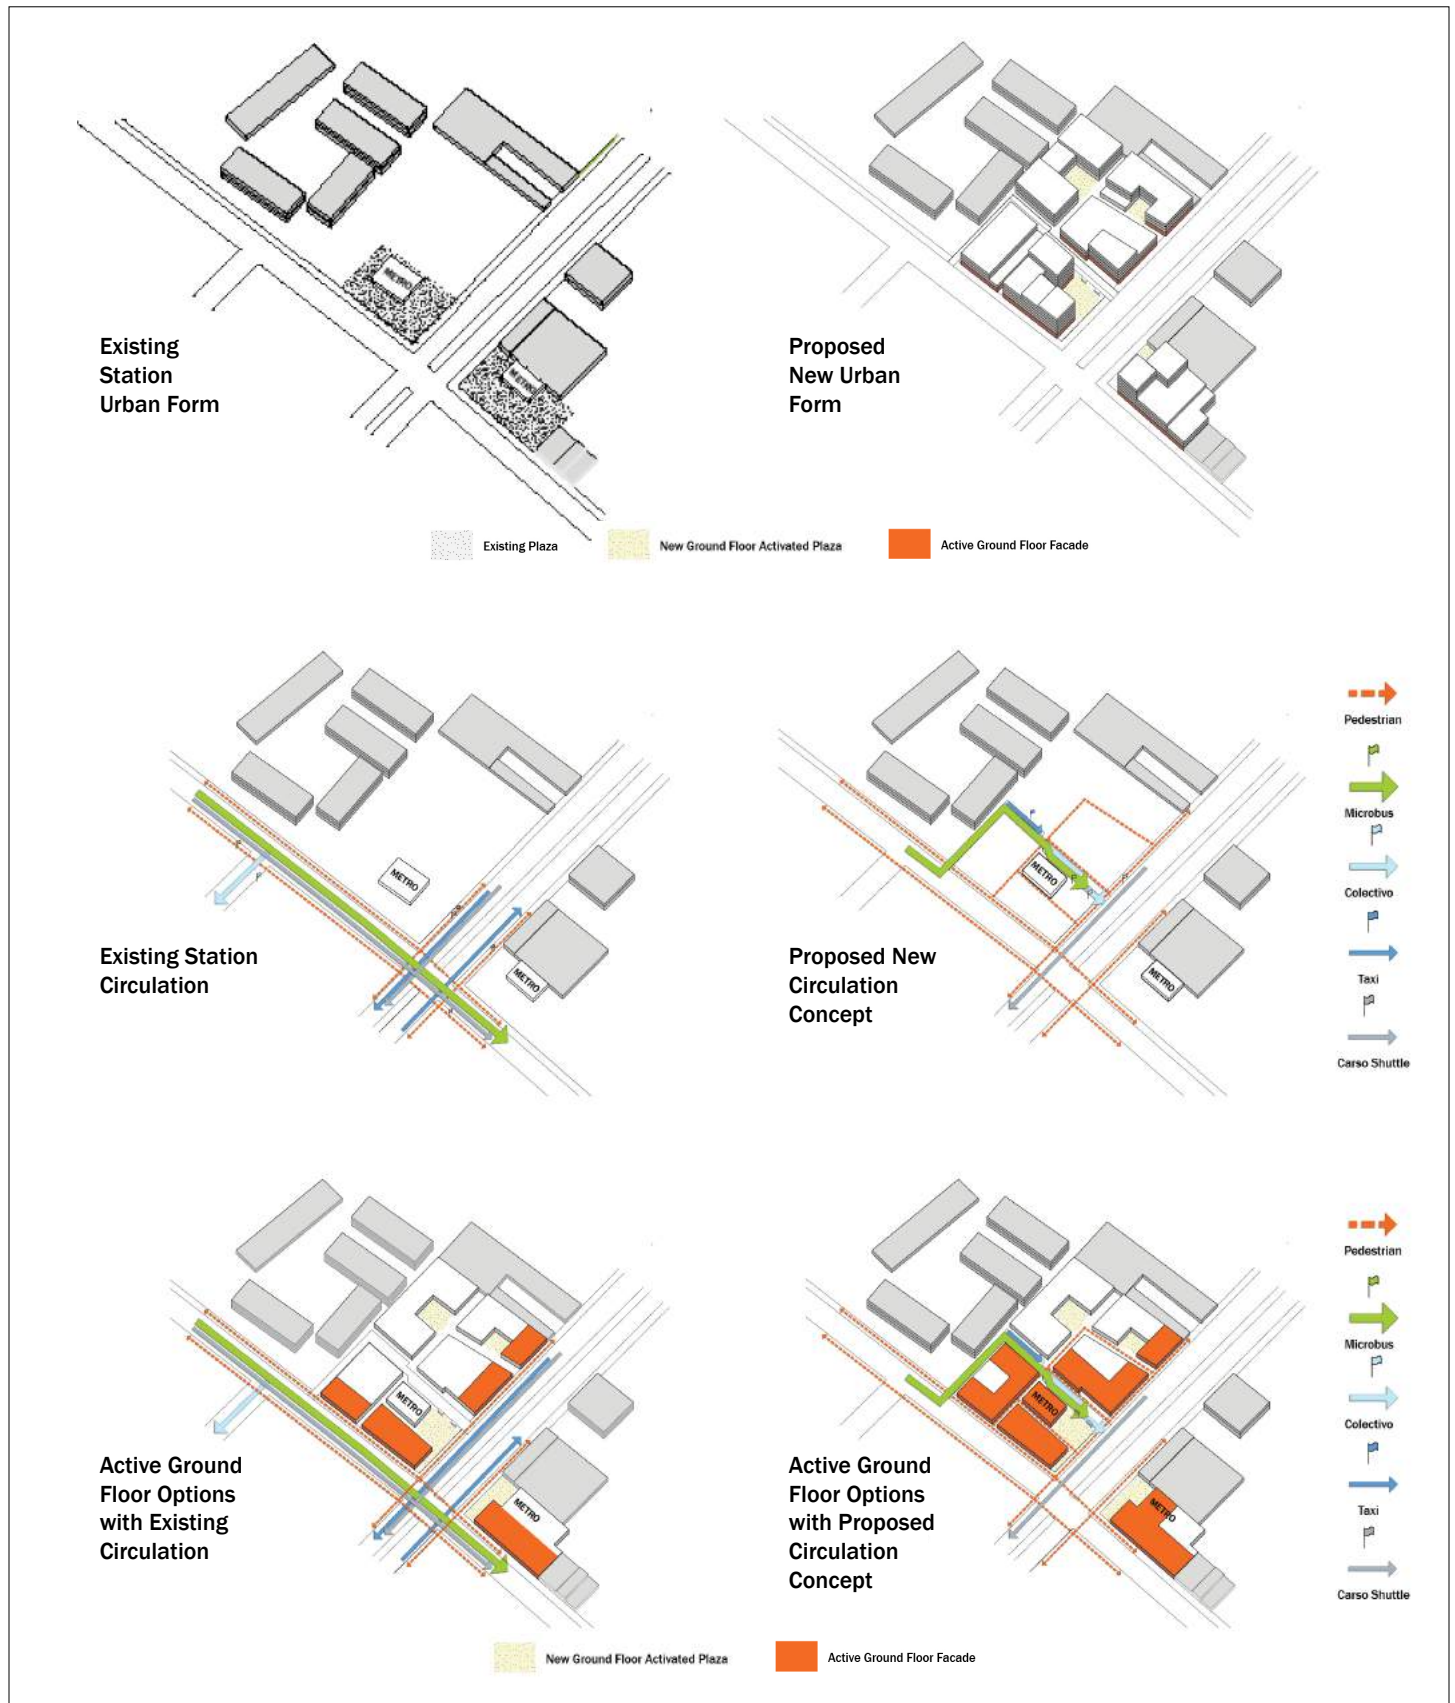 METRO
METRO
Existing
Station
Urban Form
Proposed
New Urban
Form
Existing Plaza
New Ground Floor Activated Plaza
Active Ground Floor Facade
METRO
METRO
Existing Station
Circulation
METRO
METRO
Proposed New
Circulation
Concept
Pedestrian
Microbus
Colectivo
Taxi
Carso Shuttle
METRO
METRO
Active Ground
Floor Options
with Existing
Circulation
METRO
METRO
Active Ground
Floor Options
with Proposed
Circulation
Concept
Pedestrian
Microbus
Colectivo
Taxi
Carso Shuttle
New Ground Floor Activated Plaza
Active Ground Floor Facade